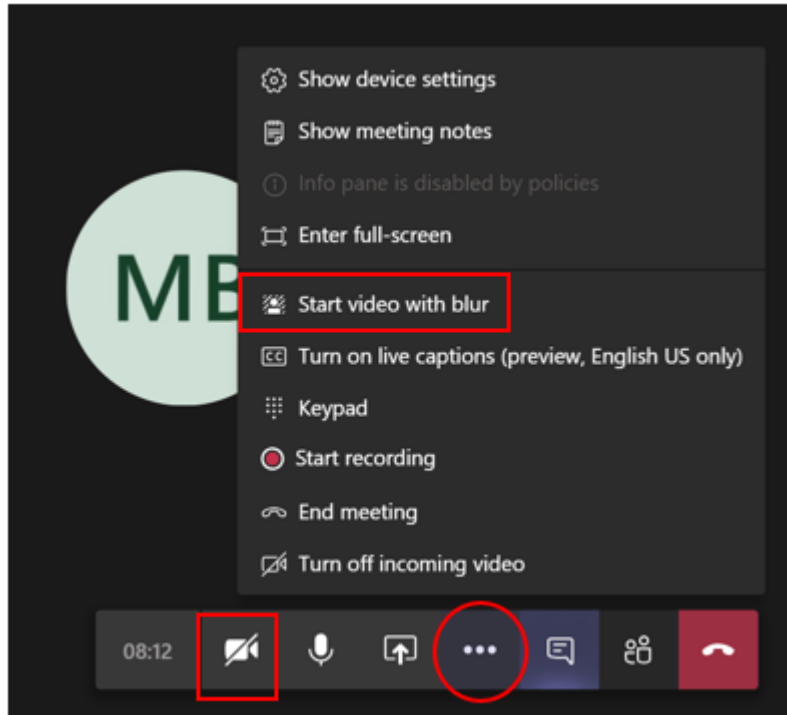 Show device settings
Show meeting notes
Info pane is disabled by policies
Enter full-screen
MB
Start video with blur
CC Turn on live captions (preview, English US only)
Keypad
Start recording
End meeting
Turn off incoming video
08:12